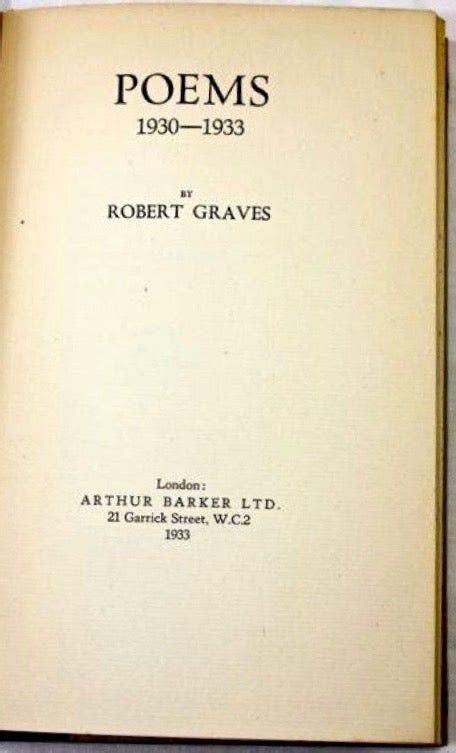 POEMS
1930—1933
BY
ROBERT GRAVES
London:
ARTHUR BARKER LTD.
21 Garrick Street, W.C.2
1933